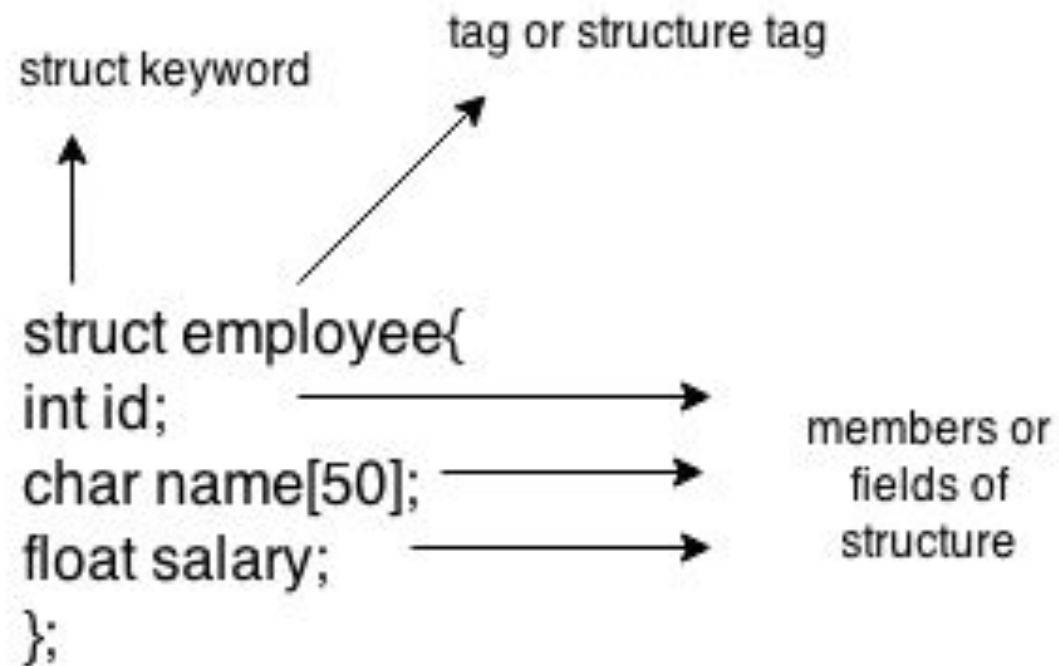 tag or structure tag
struct keyword
struct employee{
int id;
char name[50];
float salary;
};
members or
fields of
structure